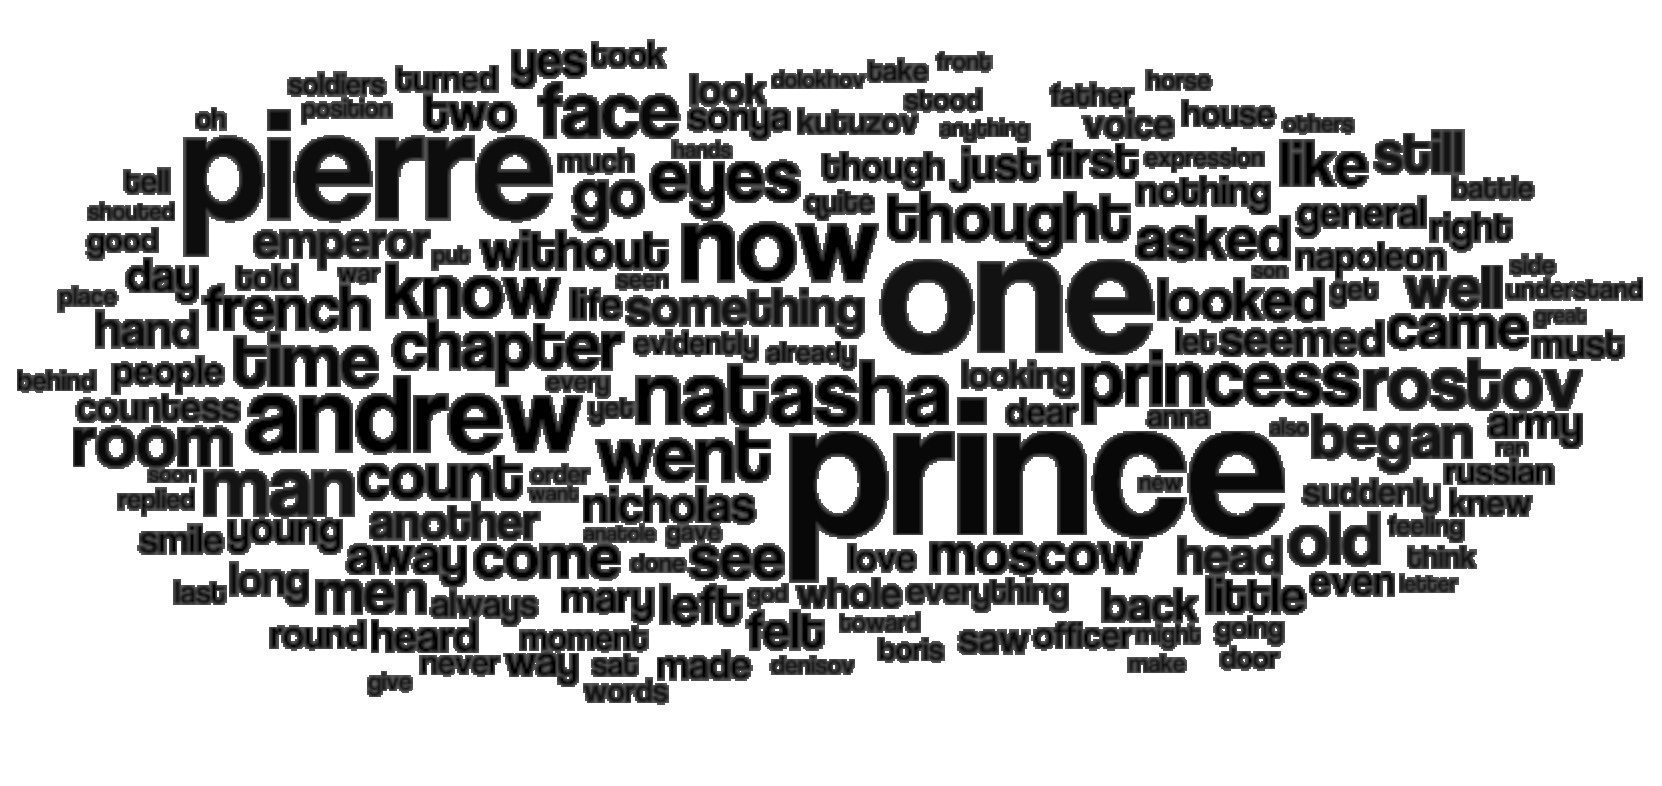 yes took
soldiers turned look dolokhov take front
oh position two face sonya kutuzov stood anything father horse
voice house others
pierre much hands though just first expression like still
tell go eyes quite nothing battle
shouted thought general right
good emperor put without now asked napoleon
day told war seen one son side
place french know life something looked get well understand
hand chapter evidently already let seemed came great must
behind people time every natasha looking princess rostov
countess andrew yet dear anna also army
room went prince began ran
soon man count order new russian
replied want nicholas suddenly knew
smile young another anatole gave old feeling
away come done see love moscow head think
last long men always mary left god whole everything back little even letter
round heard moment felt toward boris saw officer might going
never way sat made denisov make door
give words